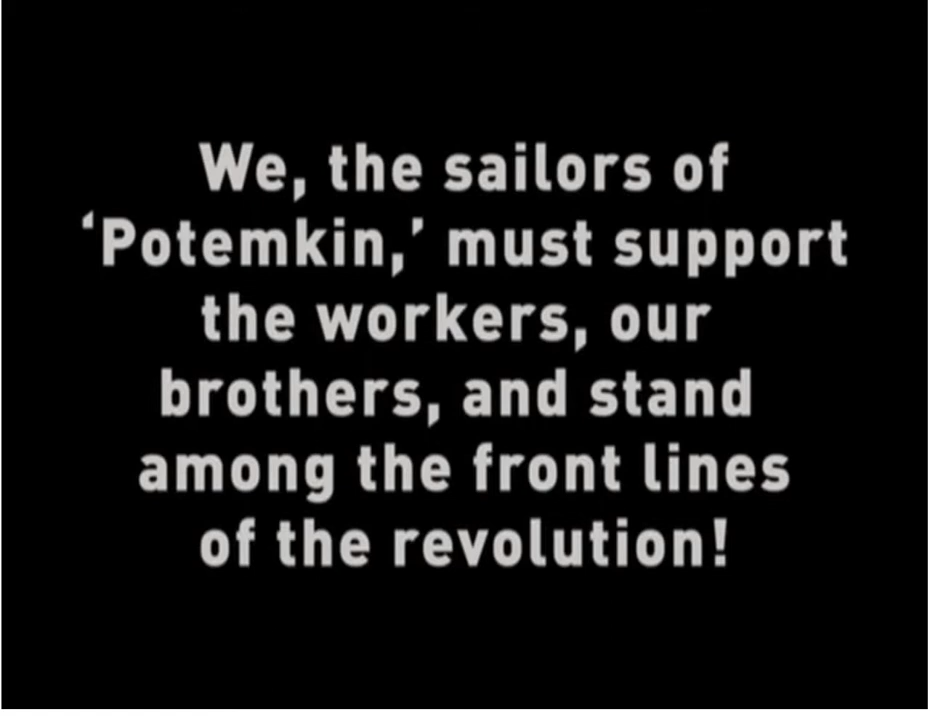 We, the sailors of
‘Potemkin,’ must support
the workers, our
brothers, and stand
among the front lines
of the revolution!